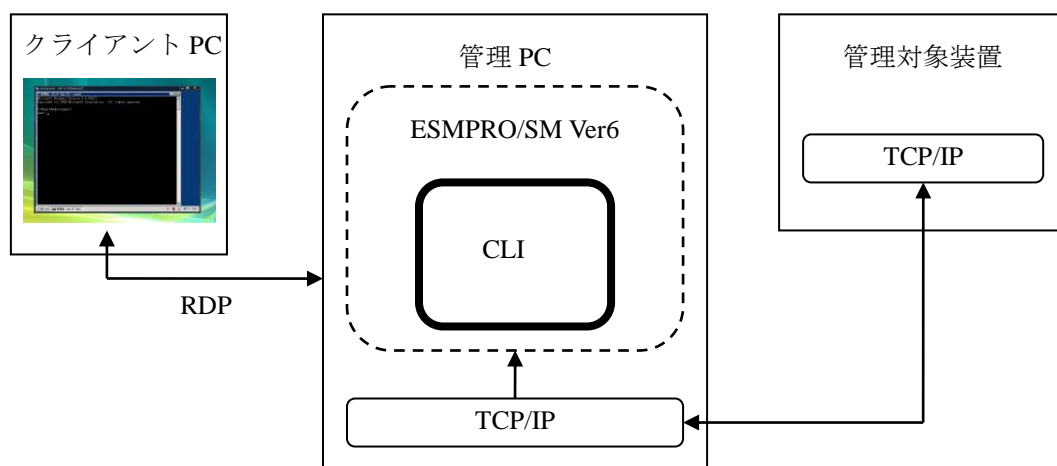 クライアント PC
RDP
管理 PC
ESMPRO/SM Ver6
CLI
TCP/IP
管理対象装置
TCP/IP